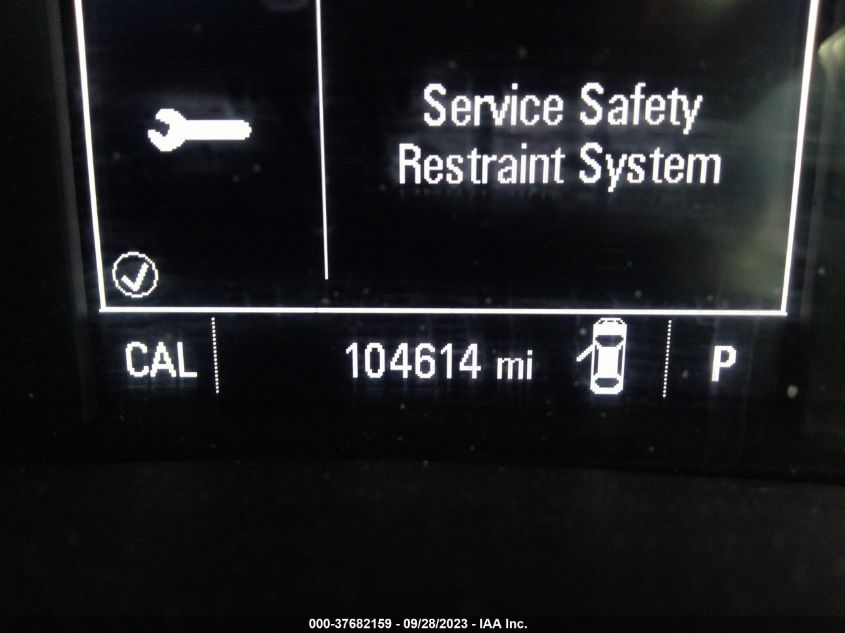 Service Safety
Restraint System
CAL 104614 mi P
000-37682159 - 09/28/2023 - IAA Inc.